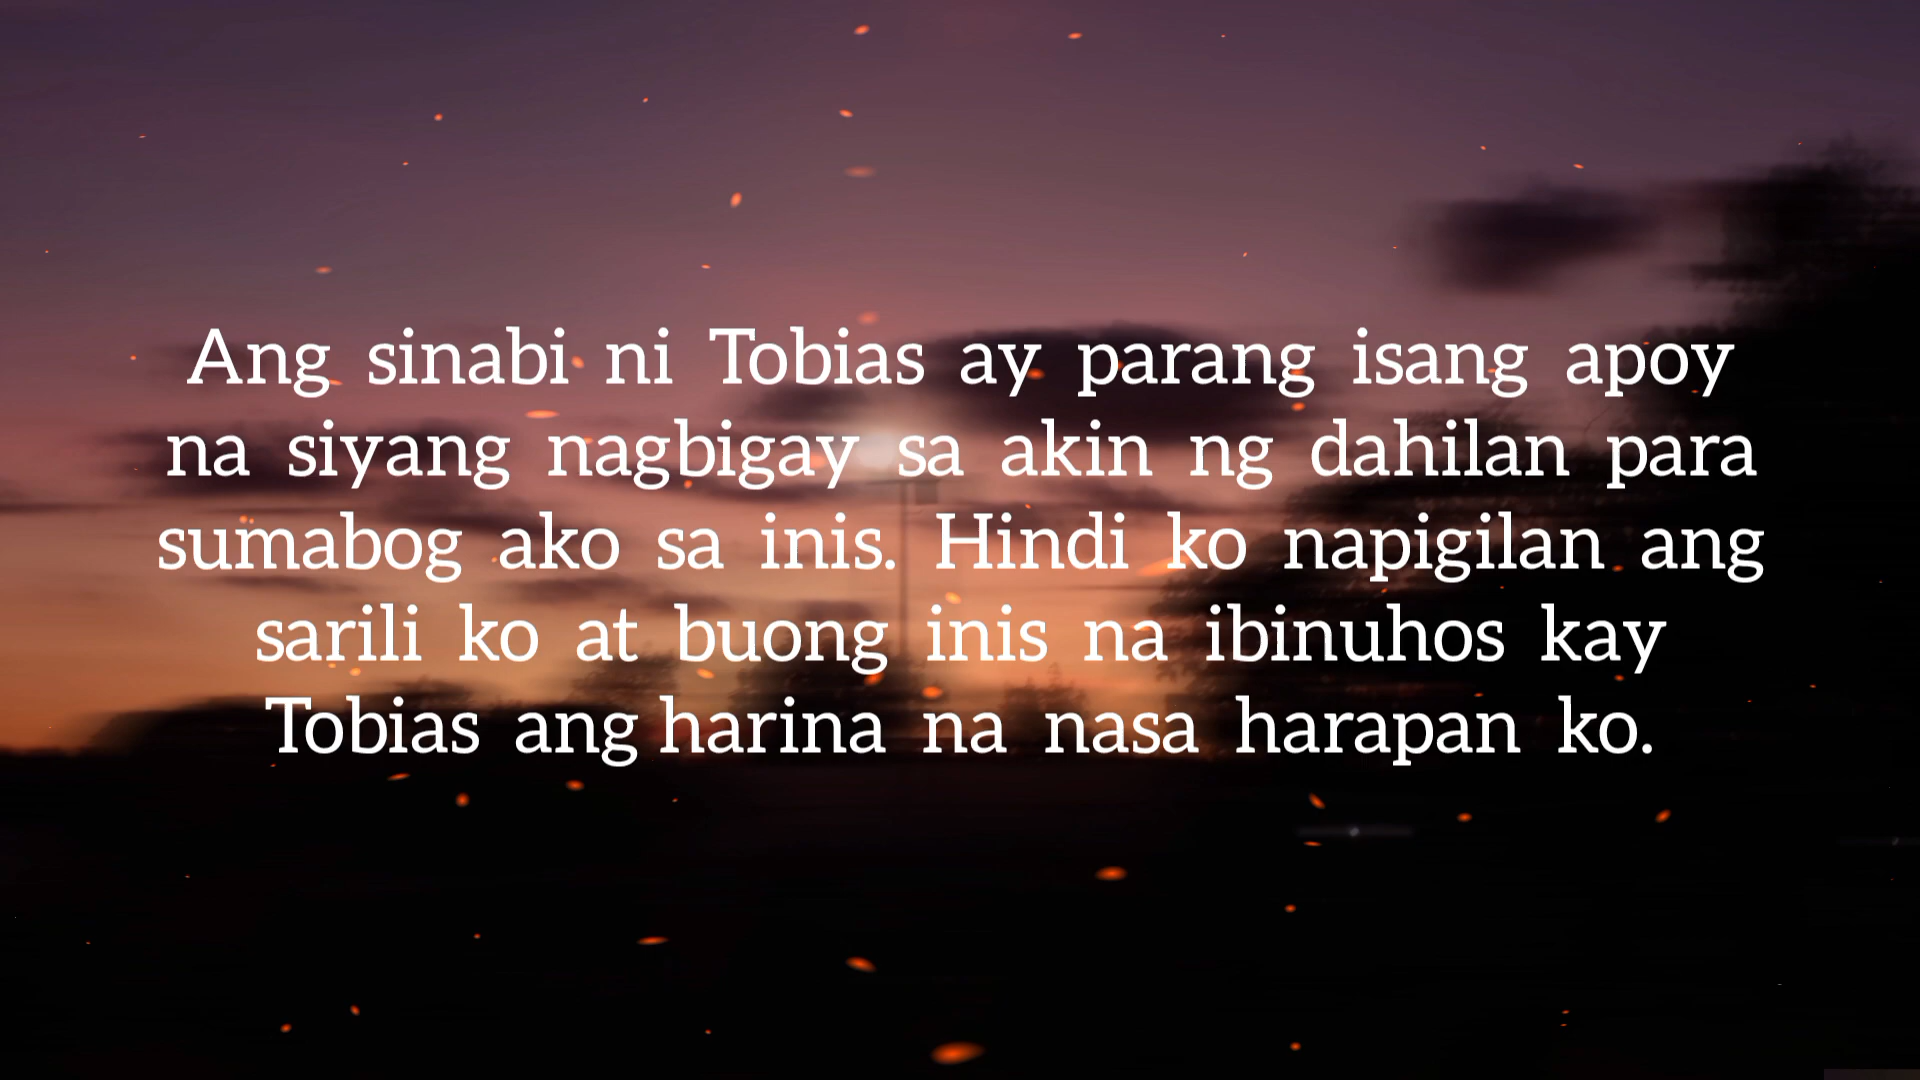 Ang sinabi ni Tobias ay parang isang apoy
na siyang nagbigay sa akin ng dahilan para
sumabog ako sa inis. Hindi ko napigilan ang
sarili ko at buong inis na ibinuhos kay
Tobias ang harina na nasa harapan ko.